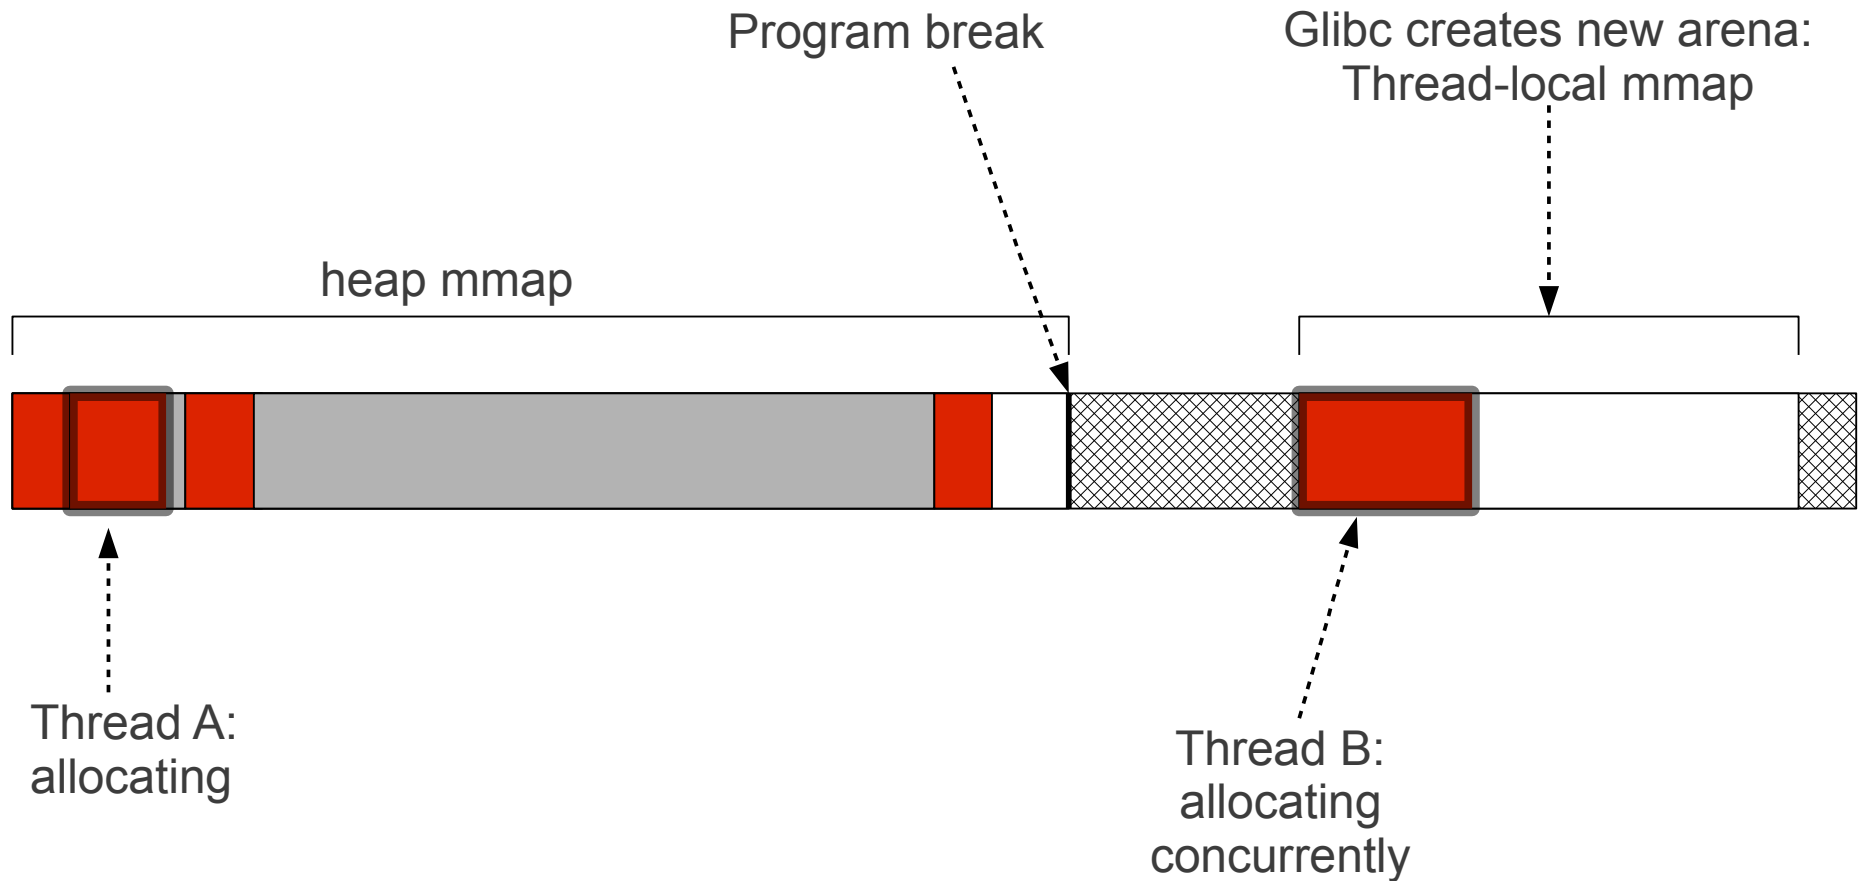 Program break
Glibc creates new arena:
Thread-local mmap
heap mmap
Thread A:
allocating
Thread B:
allocating
concurrently